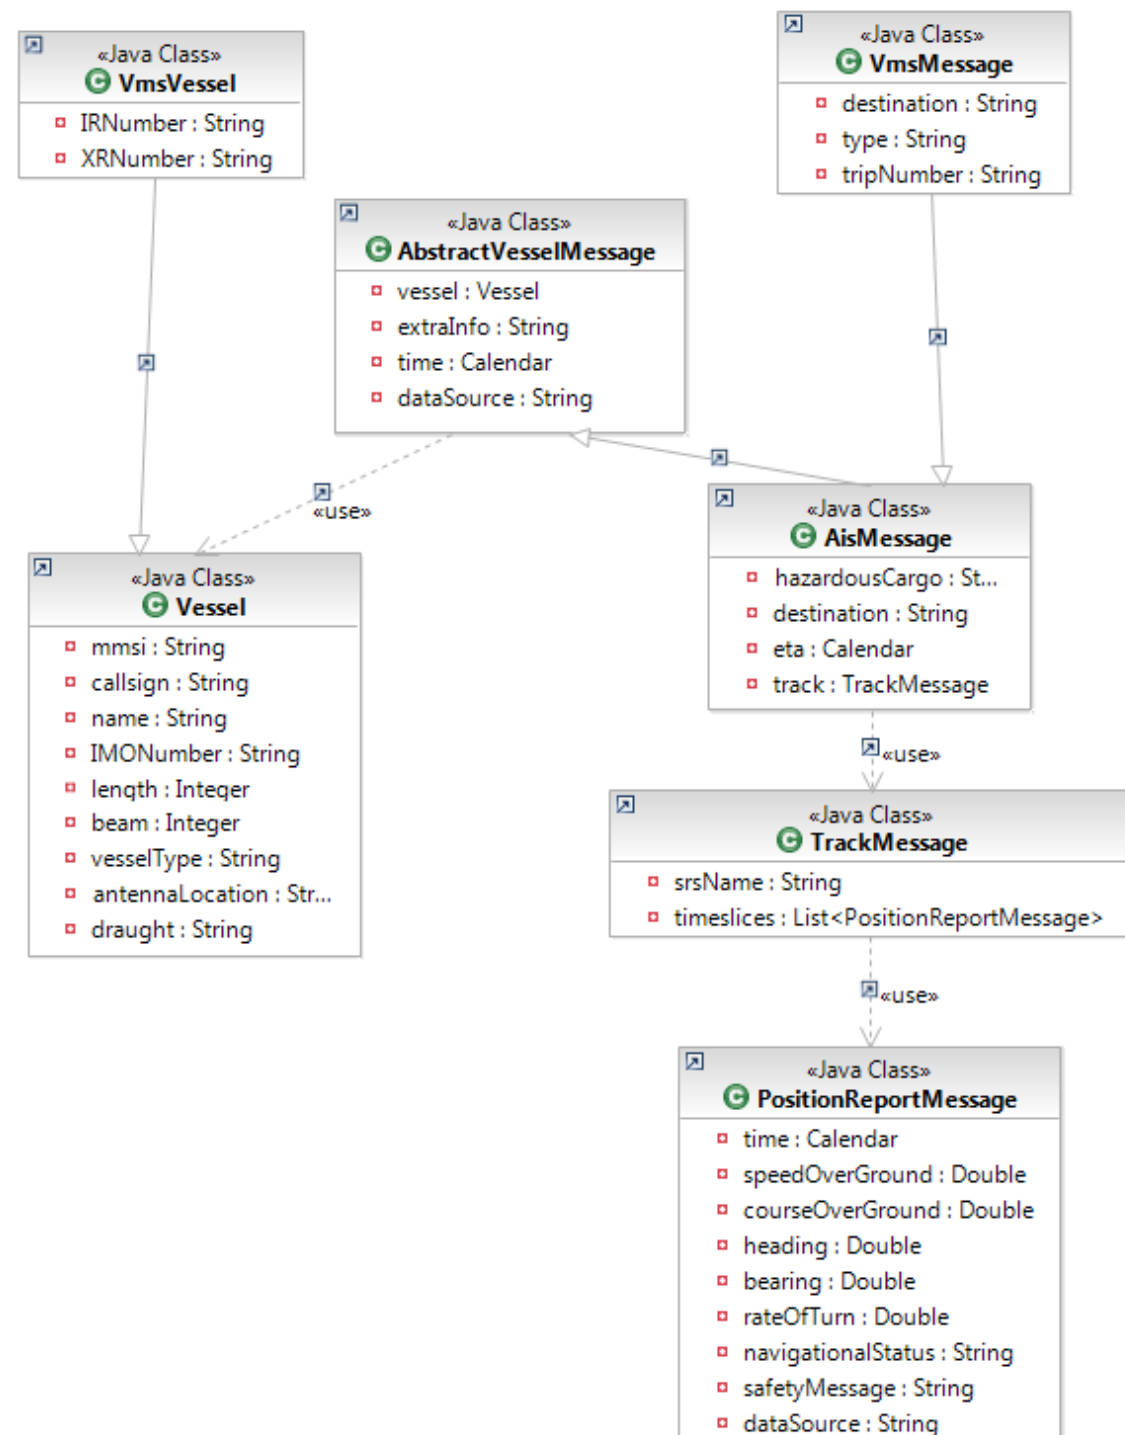 «Java Class»
VmsVessel
IRNumber : String
XRNumber : String
«Java Class»
VmsMessage
destination : String
type : String
tripNumber : String
«Java Class»
AbstractVesselMessage
vessel : Vessel
extraInfo : String
time : Calendar
dataSource : String
«use»
«Java Class»
Vessel
mmsi : String
callsign : String
name : String
IMONumber : String
length : Integer
beam : Integer
vesselType : String
antennaLocation : Str...
draught : String
«Java Class»
AisMessage
hazardousCargo : St...
destination : String
eta : Calendar
track : TrackMessage
«use»
«Java Class»
TrackMessage
srsName : String
timeslices : List<PositionReportMessage>
«use»
«Java Class»
PositionReportMessage
time : Calendar
speedOverGround : Double
courseOverGround : Double
heading : Double
bearing : Double
rateOfTurn : Double
navigationalStatus : String
safetyMessage : String
dataSource : String